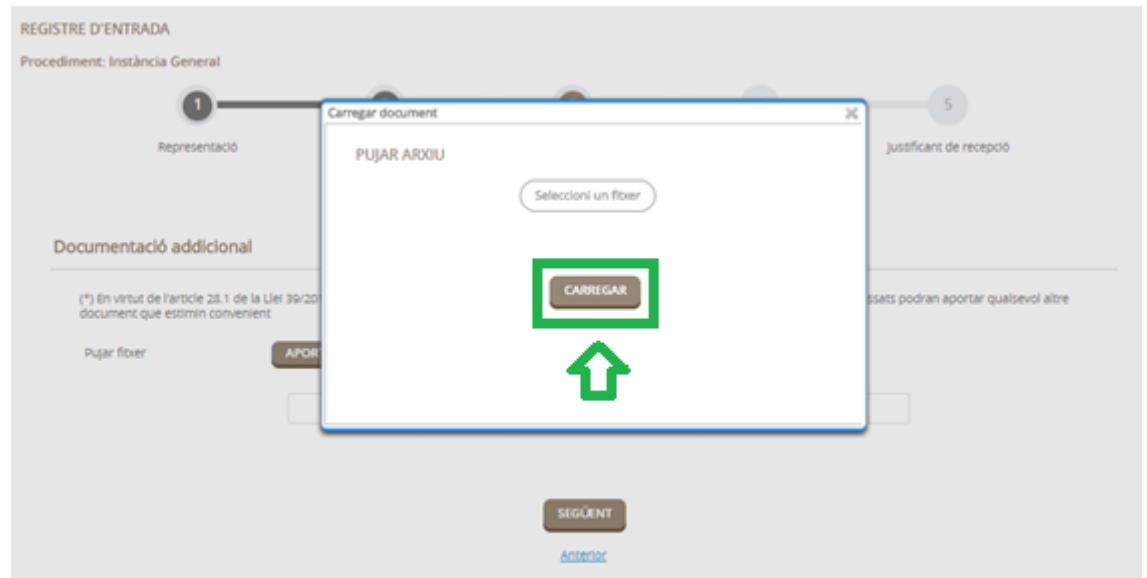 REGISTRE D'ENTRADA
Procediment: Instància General
1
5
Representació
Justificant de recepció
Carregar document
PUJAR ARXIU
Seleccioni un fitxer
CARREGAR
Documentació addicional
(*) En virtut de l'article 28.1 de la Llei 39/20 ssats podran aportar qualsevol altre
document que estimin convenient
Pujar fitxer
APOR
SEGÜENT
Anterior